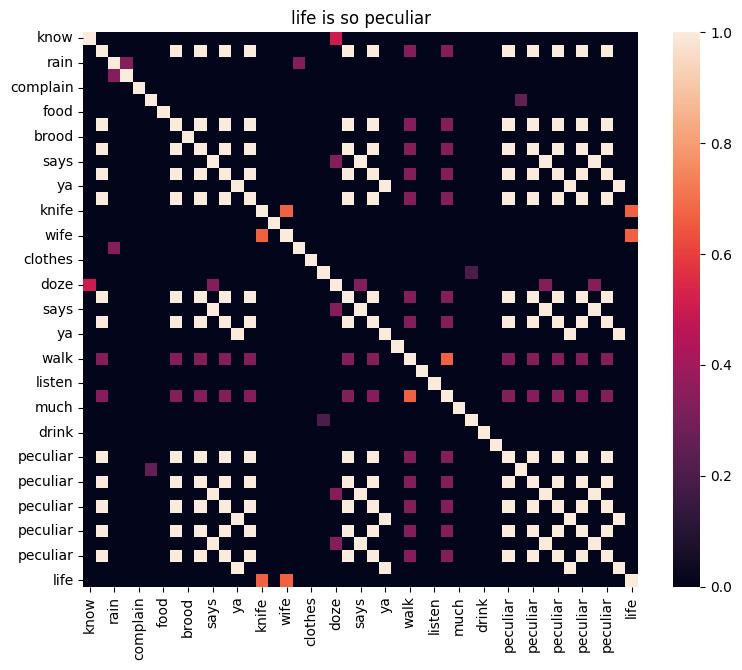 life is so peculiar
know
rain
complain
food
brood
says
ya
knife
wife
clothes
doze
says
ya
walk
listen
much
drink
peculiar
peculiar
peculiar
peculiar
peculiar
life
1.0
0.8
0.6
0.4
0.2
0.0
know
rain
complain
food
brood
says
ya
knife
wife
clothes
doze
says
ya
walk
listen
much
drink
peculiar
peculiar
peculiar
peculiar
peculiar
life